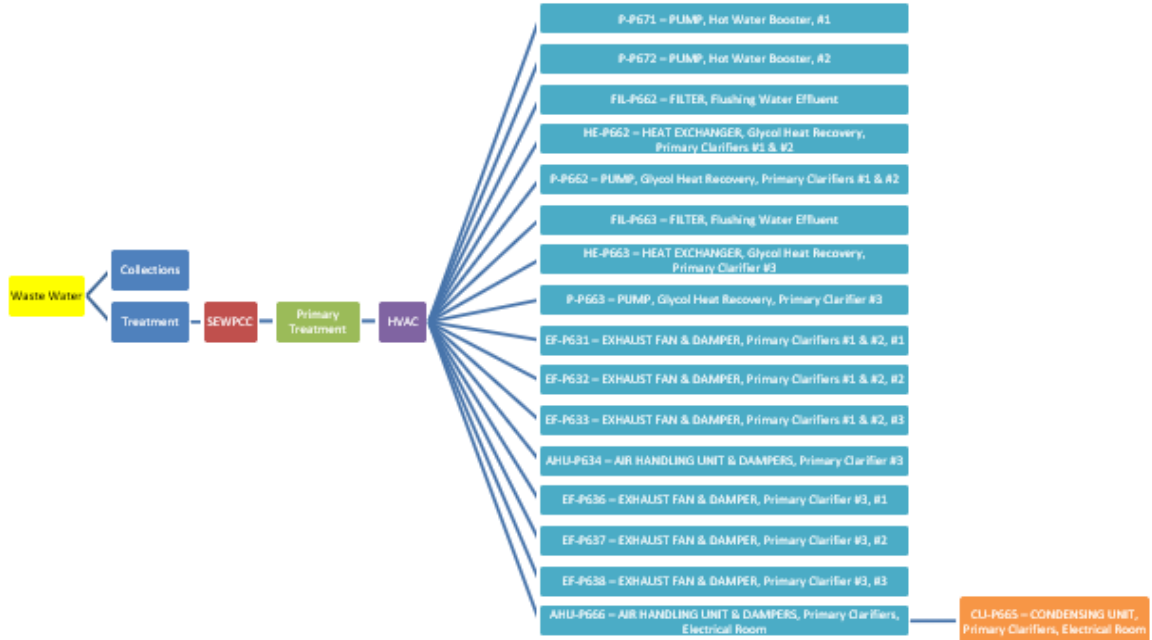 P-P671 – PUMP, Hot Water Booster, #1
P-P672 – PUMP, Hot Water Booster, #2
FIL-P662 – FILTER, Flushing Water Effluent
HE-P662 – HEAT EXCHANGER, Glycol Heat Recovery,
Primary Clarifiers #1 & #2
P-P662 – PUMP, Glycol Heat Recovery, Primary Clarifiers #1 & #2
FIL-P663 – FILTER, Flushing Water Effluent
HE-P663 – HEAT EXCHANGER, Glycol Heat Recovery,
Primary Clarifier #3
Collections
Waste Water
Treatment
SEWPCC
Primary
Treatment
HVAC
P-P663 – PUMP, Glycol Heat Recovery, Primary Clarifier #3
EF-P631 – EXHAUST FAN & DAMPER, Primary Clarifiers #1 & #2, #1
EF-P632 – EXHAUST FAN & DAMPER, Primary Clarifiers #1 & #2, #2
EF-P633 – EXHAUST FAN & DAMPER, Primary Clarifiers #1 & #2, #3
AHU-P634 – AIR HANDLING UNIT & DAMPERS, Primary Clarifier #3
EF-P636 – EXHAUST FAN & DAMPER, Primary Clarifier #3, #1
EF-P637 – EXHAUST FAN & DAMPER, Primary Clarifier #3, #2
EF-P638 – EXHAUST FAN & DAMPER, Primary Clarifier #3, #3
AHU-P666 – AIR HANDLING UNIT & DAMPERS, Primary Clarifiers,
Electrical Room
CU-P665 – CONDENSING UNIT,
Primary Clarifiers, Electrical Room